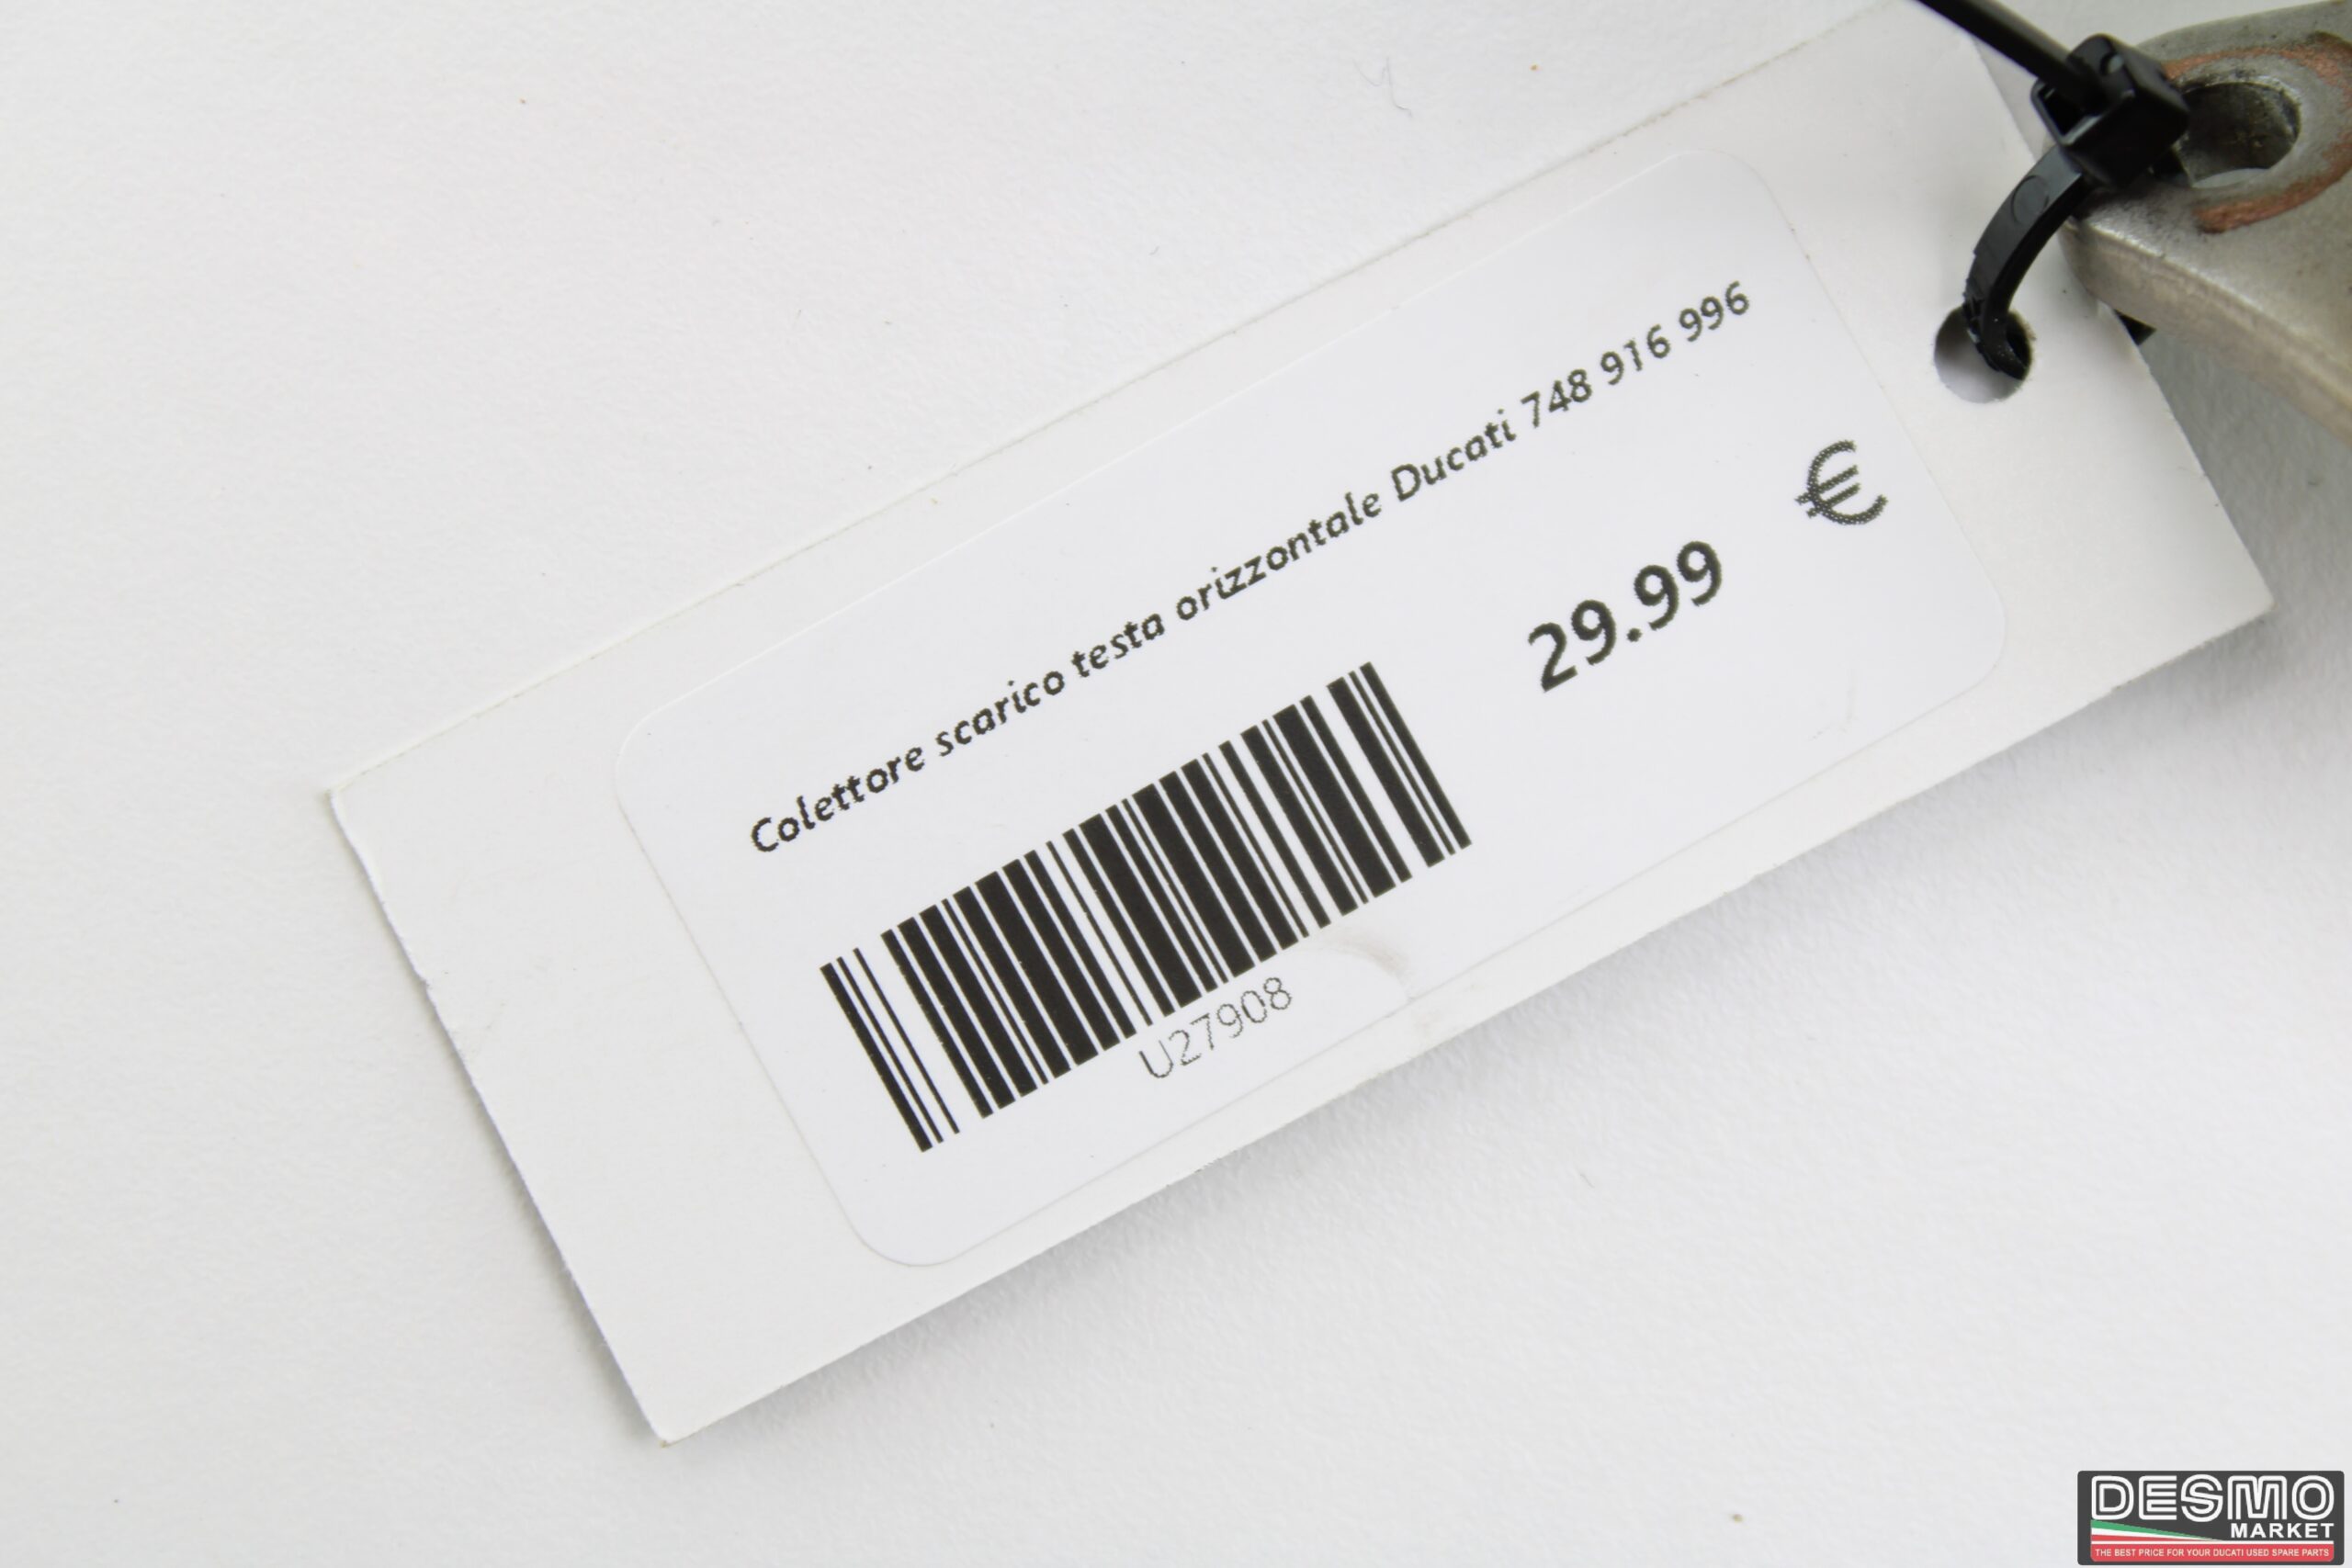 Colettore scarico testa orizzontale Ducati 748 916 996
29.99 €
U27908
DESMO
MARKET
THE BEST PRICE FOR YOUR DUCATI USED SPARE PARTS